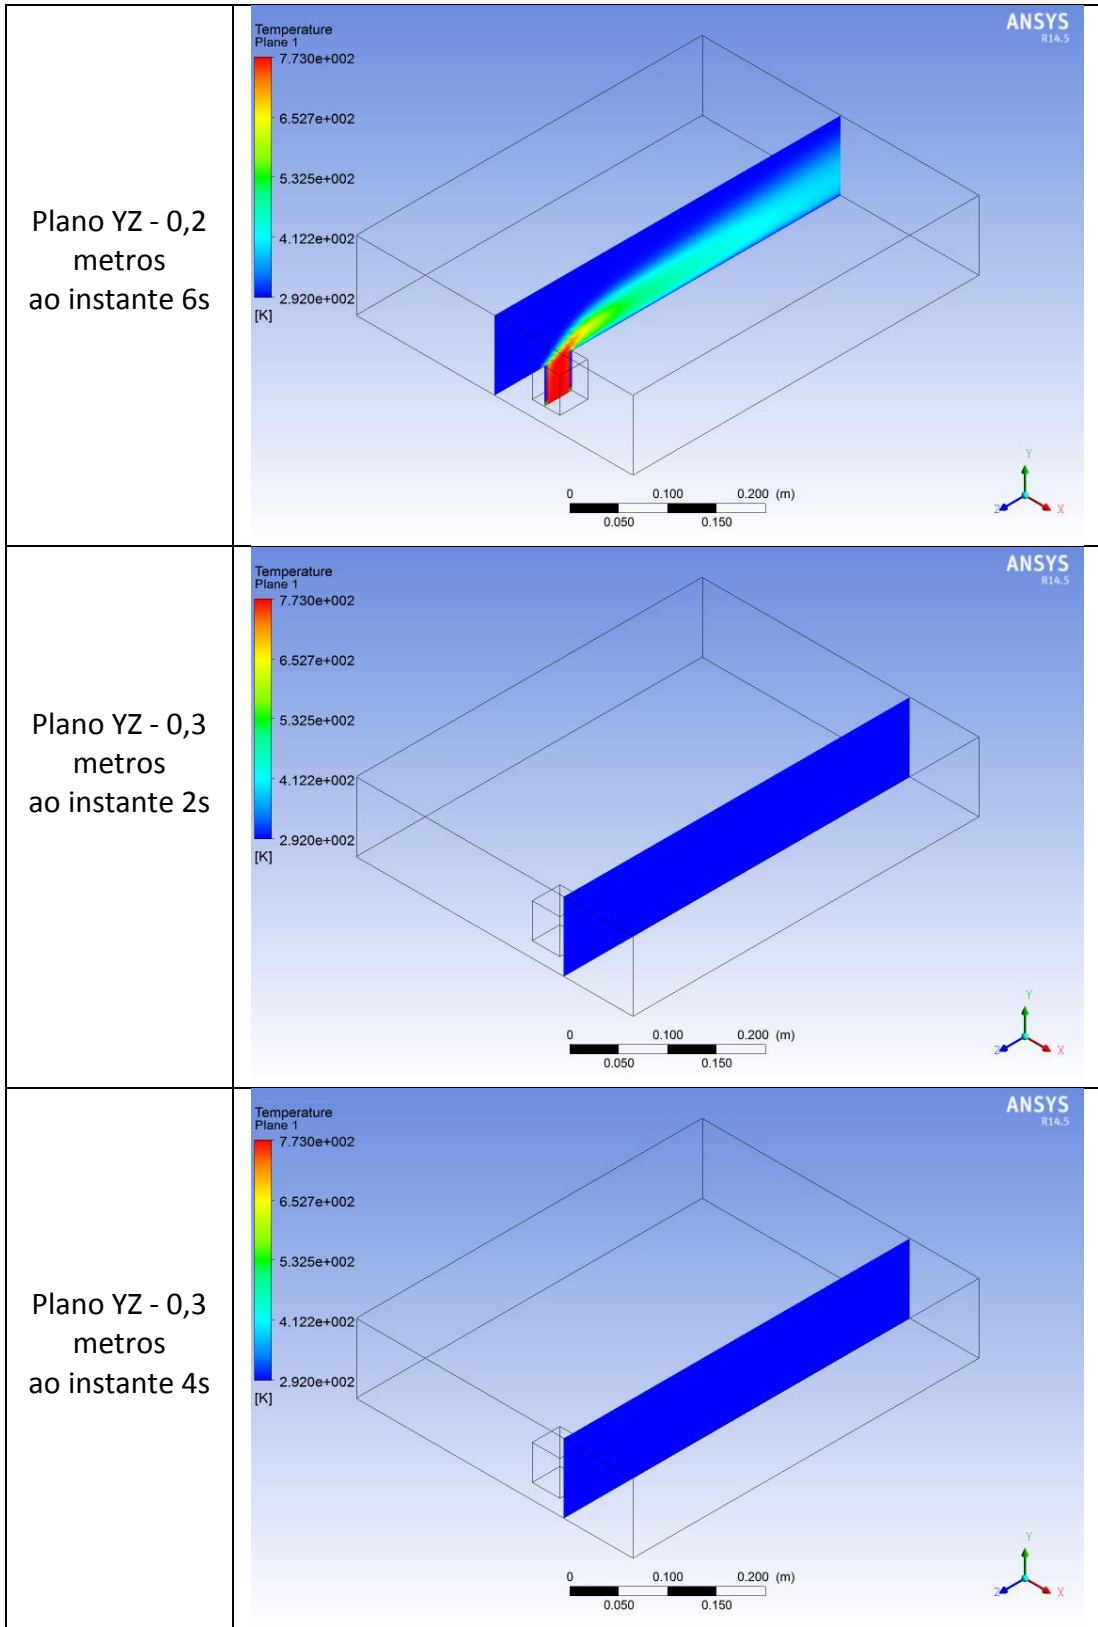 Plano YZ - 0,2
metros
ao instante 6s
Temperature
Plane 1
7.730e+002
6.527e+002
5.325e+002
4.122e+002
2.920e+002
[K]
ANSYS
R14.5
0 0.100 0.200 (m)
0.050 0.150
Y
Z X
Plano YZ - 0,3
metros
ao instante 2s
Temperature
Plane 1
7.730e+002
6.527e+002
5.325e+002
4.122e+002
2.920e+002
[K]
ANSYS
R14.5
0 0.100 0.200 (m)
0.050 0.150
Y
Z X
Plano YZ - 0,3
metros
ao instante 4s
Temperature
Plane 1
7.730e+002
6.527e+002
5.325e+002
4.122e+002
2.920e+002
[K]
ANSYS
R14.5
0 0.100 0.200 (m)
0.050 0.150
Y
Z X